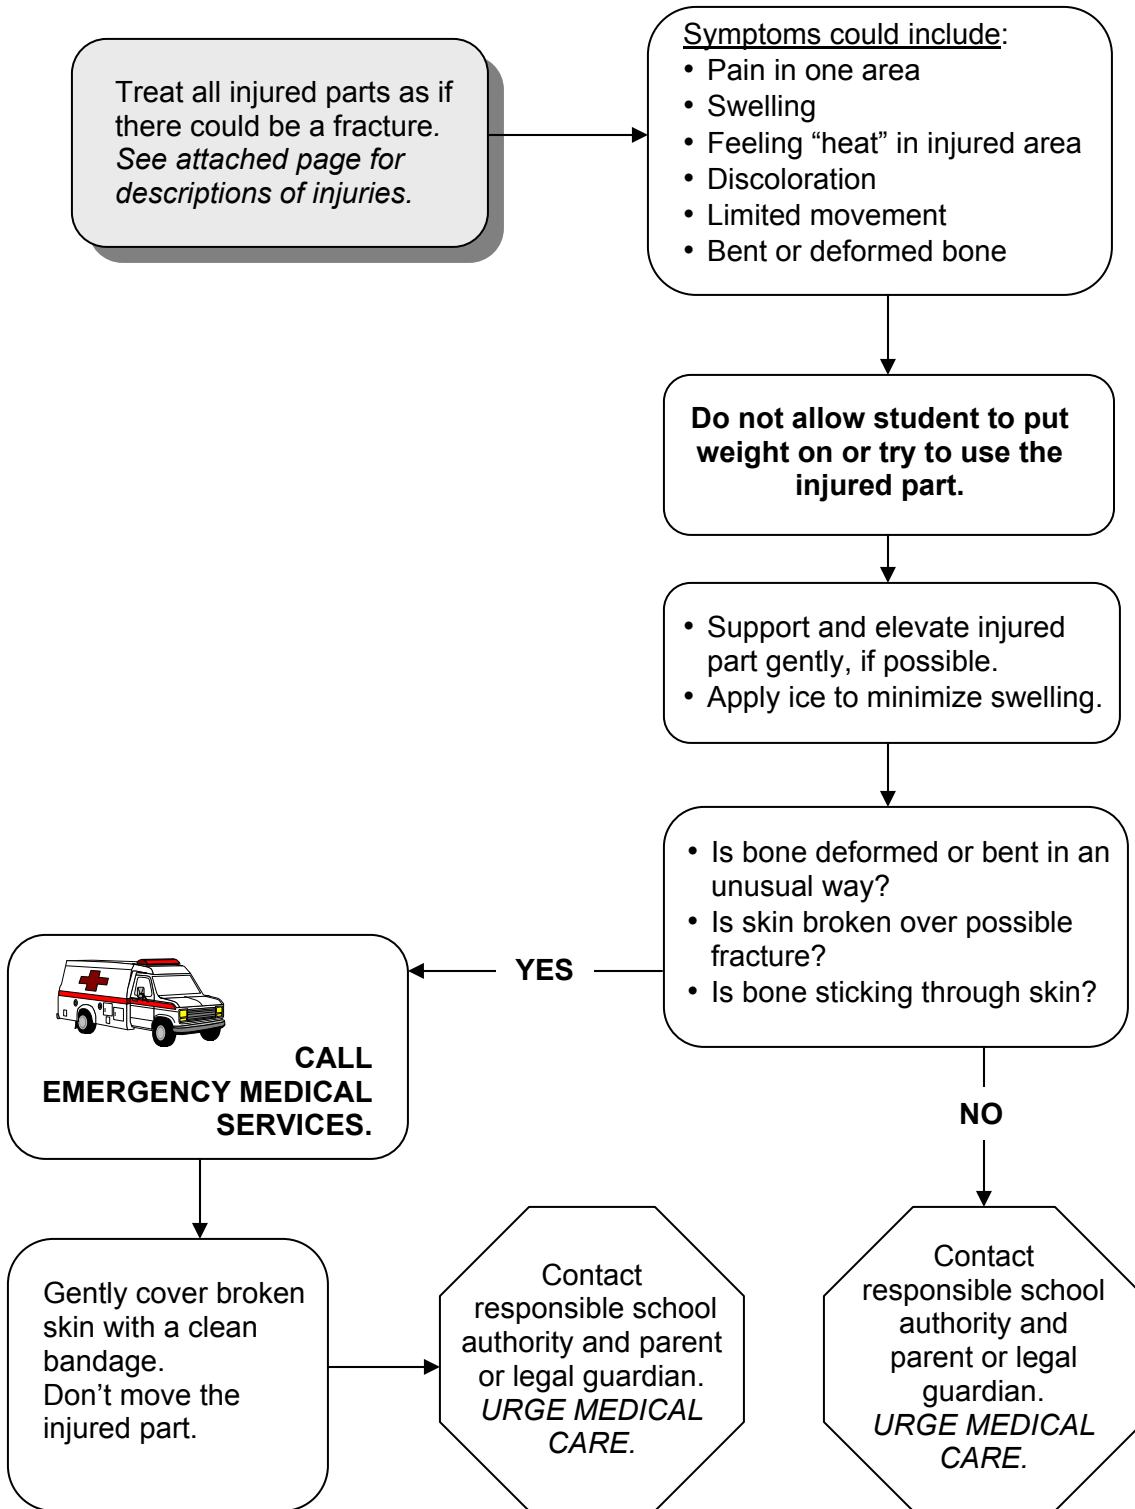 Treat all injured parts as if
there could be a fracture.
See attached page for
descriptions of injuries.
Symptoms could include:
• Pain in one area
• Swelling
• Feeling “heat” in injured area
• Discoloration
• Limited movement
• Bent or deformed bone
Do not allow student to put
weight on or try to use the
injured part.
• Support and elevate injured
part gently, if possible.
• Apply ice to minimize swelling.
• Is bone deformed or bent in an
unusual way?
• Is skin broken over possible
fracture?
• Is bone sticking through skin?
YES
CALL
EMERGENCY MEDICAL
SERVICES.
NO
Gently cover broken
skin with a clean
bandage.
Don’t move the
injured part.
Contact
responsible school
authority and parent
or legal guardian.
URGE MEDICAL
CARE.
Contact
responsible school
authority and
parent or legal
guardian.
URGE MEDICAL
CARE.